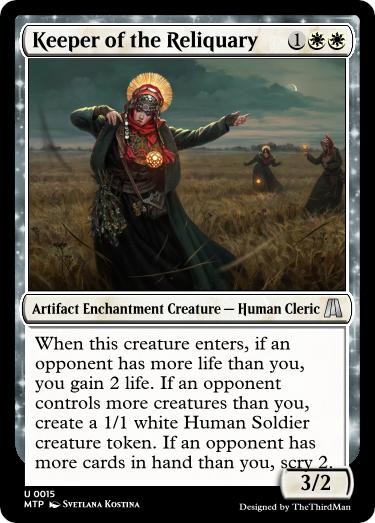 Keeper of the Reliquary 1
Artifact Enchantment Creature — Human Cleric
When this creature enters, if an
opponent has more life than you,
you gain 2 life. If an opponent
controls more creatures than you,
create a 1/1 white Human Soldier
creature token. If an opponent has
more cards in hand than you, scry 2.
3/2
U 0015
MTP Svetlana Kostina
Designed by TheThirdMan